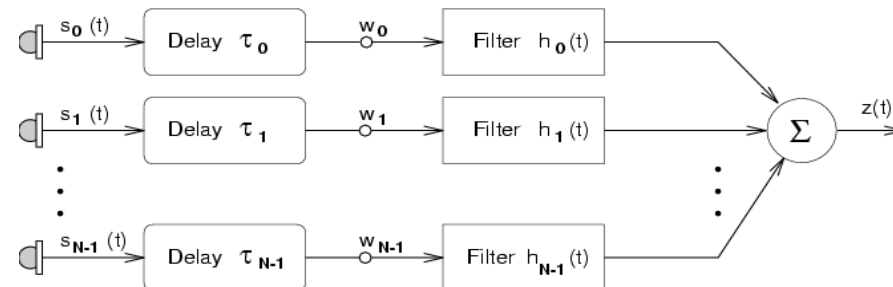 s0 (t) Delay τ0 w0 Filter h0(t)
s1 (t) Delay τ1 w1 Filter h1(t) Σ z(t)
sN-1 (t) Delay τN-1 wN-1 Filter hN-1(t)